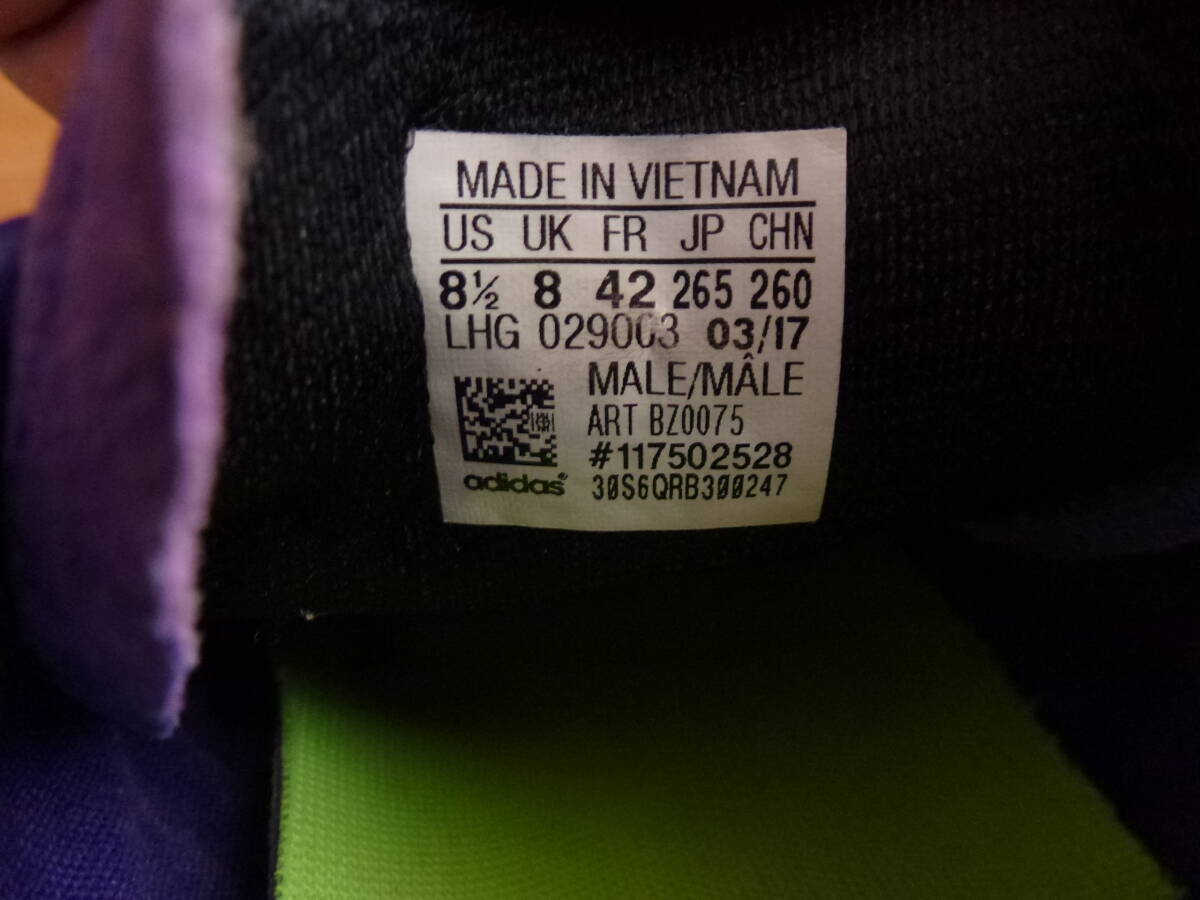 MADE IN VIETNAM
US UK FR JP CHN
8½ 8 42 265 260
LHG 029003 03/17
MALE/MÂLE
ART BZ0075
#117502528
adidas® 30S6QRB300247